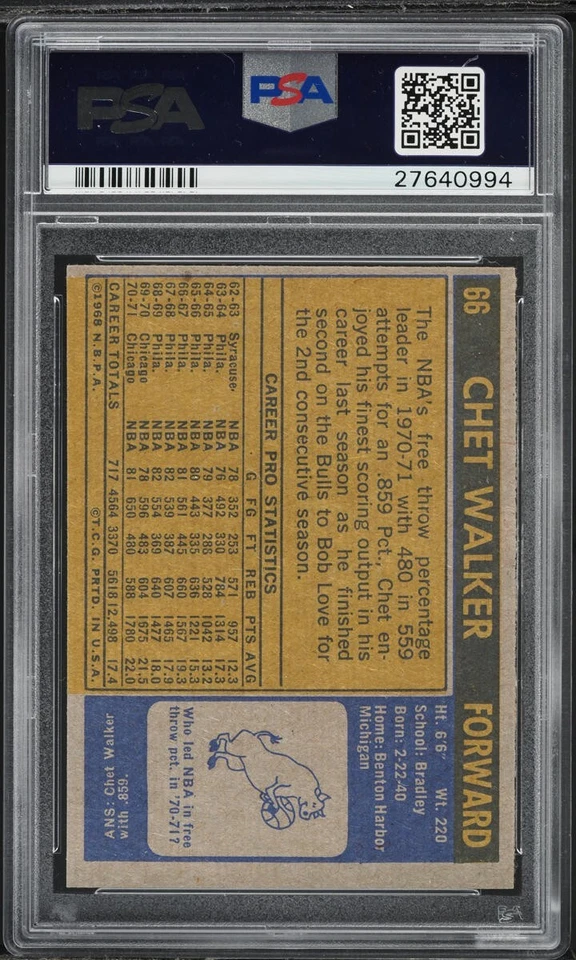 PSA
PSA
27640994
66 CHET WALKER FORWARD
The NBA's free throw percentage
leader in 1970-71 with 480 in 559
attempts for an .859 Pct., Chet en-
joyed his finest scoring output in his
career last season as he finished
second on the Bulls to Bob Love for
the 2nd consecutive season.
CAREER PRO STATISTICS
G FG FT REB PTS AVG
62-63 Syracuse NBA 78 352 253 571 957 12.3
63-64 Phila. NBA 76 492 330 784 1314 17.3
64-65 Phila. NBA 79 377 288 528 1042 13.2
65-66 Phila. NBA 80 443 335 636 1221 15.3
66-67 Phila. NBA 81 561 445 660 1567 19.3
67-68 Phila. NBA 82 539 387 607 1465 17.9
68-69 Phila. NBA 82 554 369 640 1477 18.0
69-70 Chicago NBA 78 596 483 604 1675 21.5
70-71 Chicago NBA 81 650 480 588 1780 22.0
CAREER TOTALS 717 4564 3370 5618 12,498 17.4
©1968 N.B.P.A. ©T.C.G. PRTD. IN U.S.A.
Ht. 6'6" Wt. 220
School: Bradley
Born: 2-22-40
Home: Benton Harbor
Michigan
Who led NBA in free
throw pct. in '70-71?
ANS: Chet Walker
with .859.